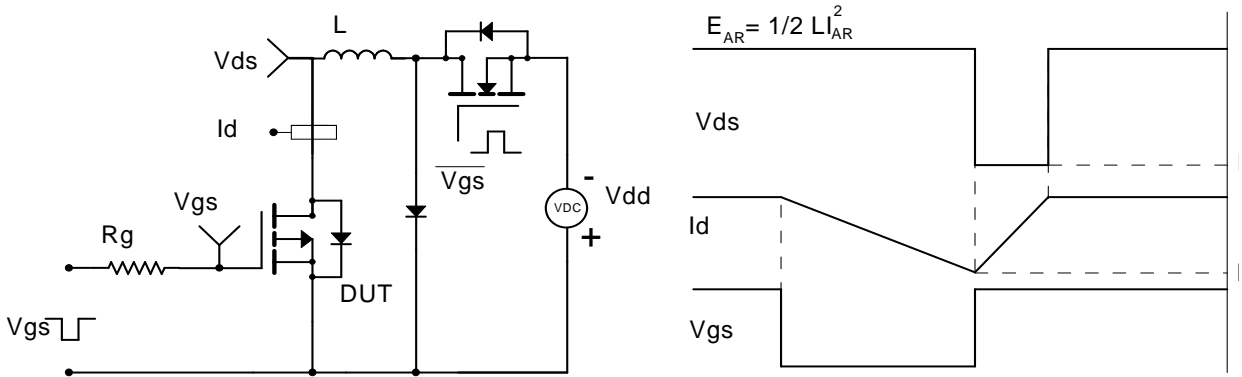 L
E_AR= 1/2 LI_AR^2
Vds
Vds
Id
Vgs
Vgs
VDC
-
+
Vdd
Rg
DUT
Id
Vgs
Vgs